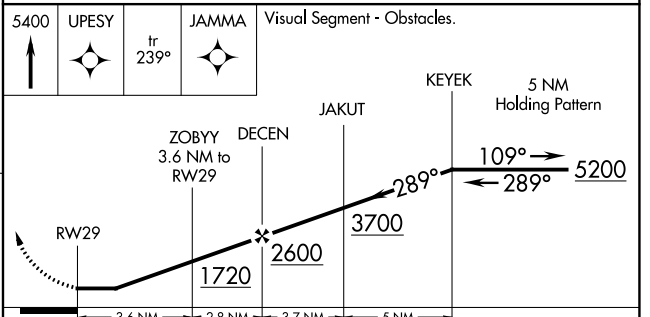 5400
UPESY
tr
239°
JAMMA
Visual Segment - Obstacles.
KEYEK
5 NM
Holding Pattern
JAKUT
ZOBYY
3.6 NM to
RW29
DECEN
109°
289°
5200
289°
3700
RW29
2600
1720
3.6 NM
2.8 NM
3.7 NM
5 NM